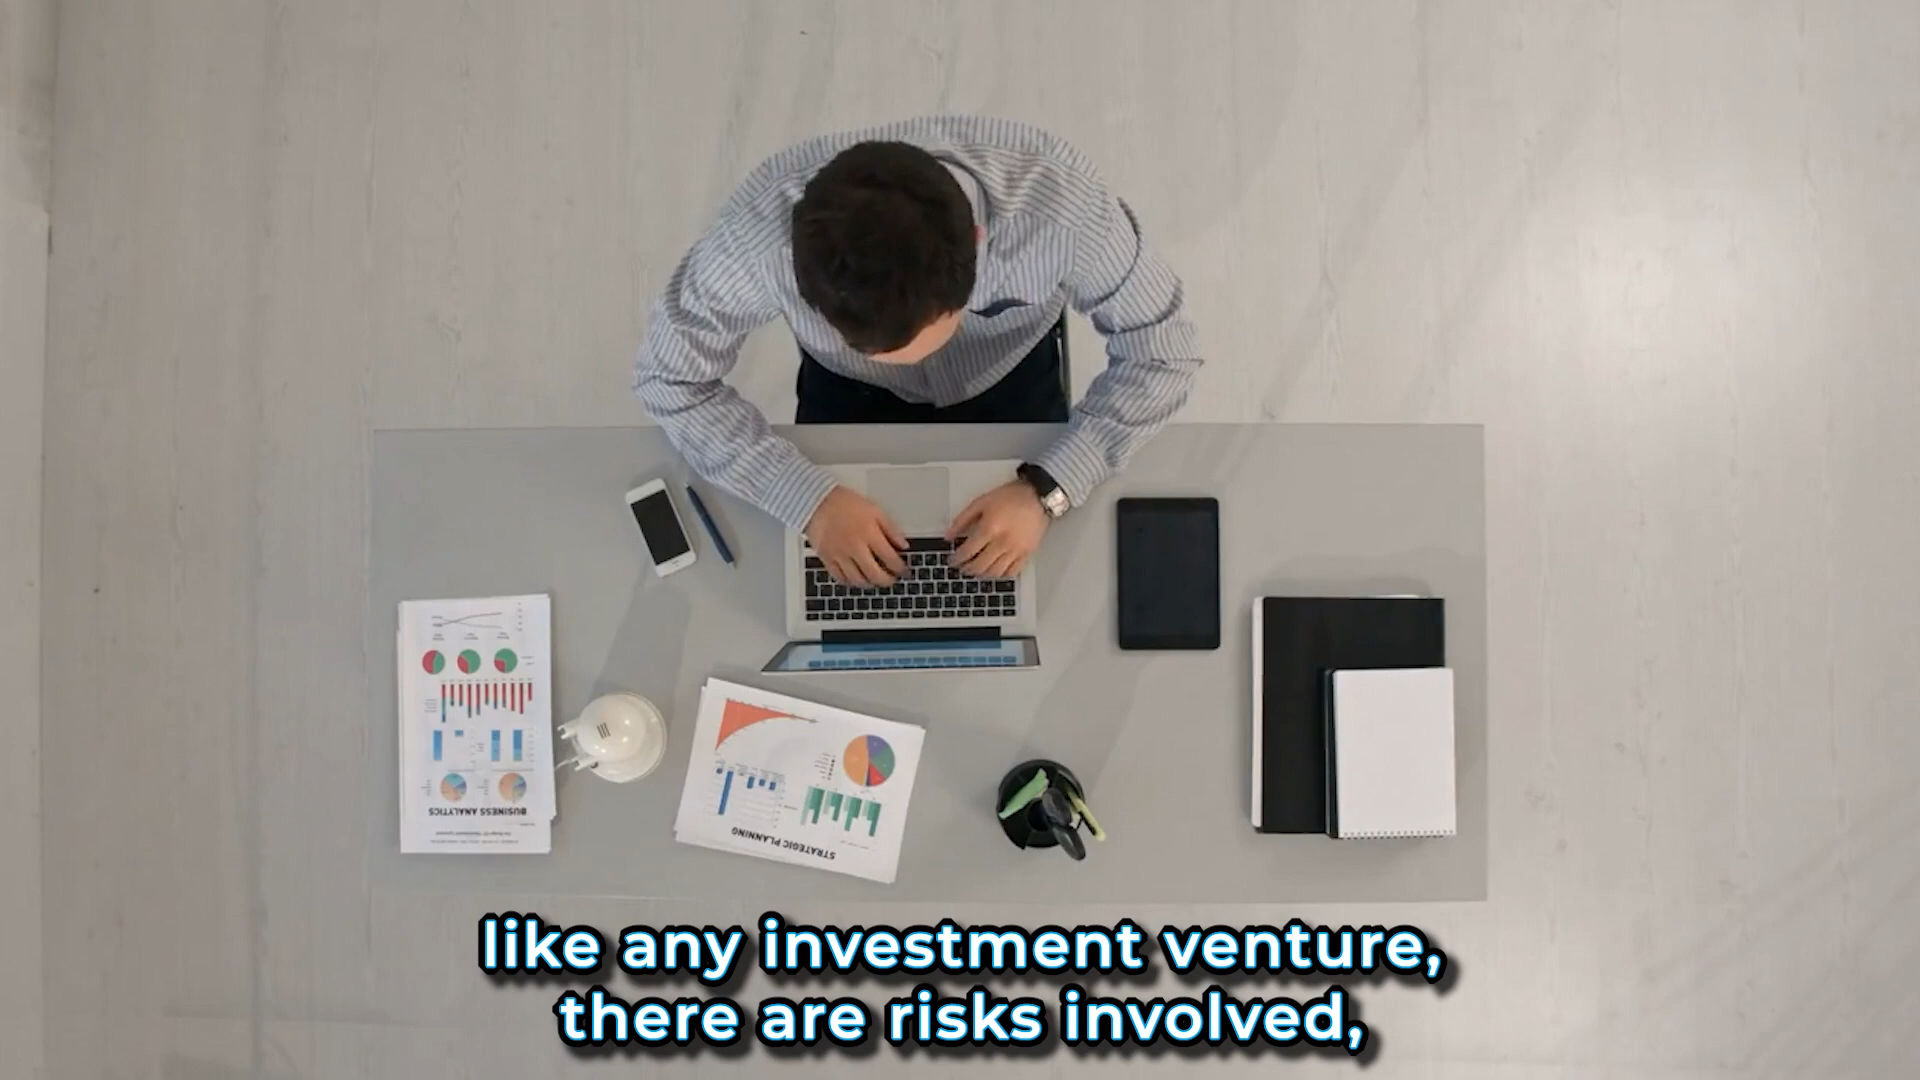 BUSINESS ANALYTICS
STRATEGIC PLANNING
like any investment venture,
there are risks involved,